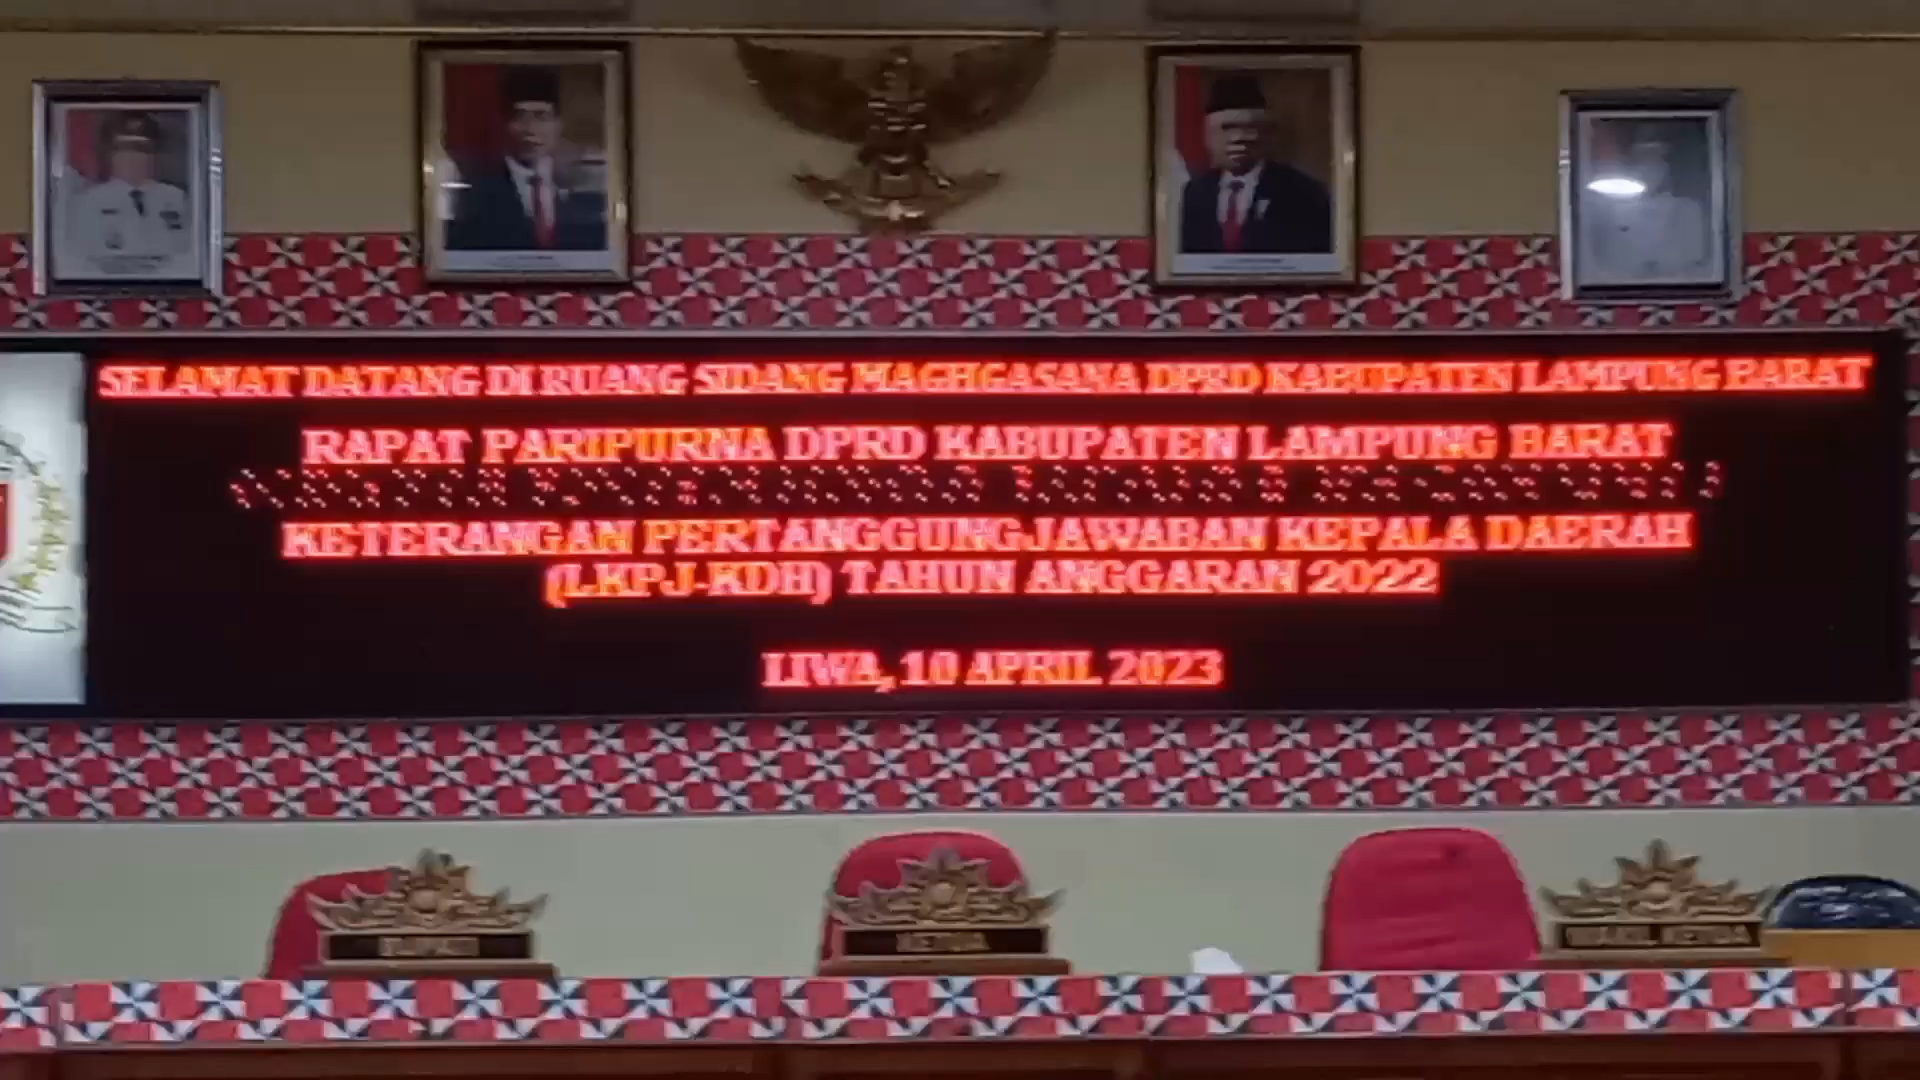 SELAMAT DATANG DI RUANG SIDANG MAGHGASANA DPRD KABUPATEN LAMPUNG BARAT
RAPAT PARIPURNA DPRD KABUPATEN LAMPUNG BARAT
KETERANGAN PERTANGGUNGJAWABAN KEPALA DAERAH
(LKPJ-KDH) TAHUN ANGGARAN 2022
LIWA, 10 APRIL 2023
BUPATI
KETUA
WAKIL KETUA